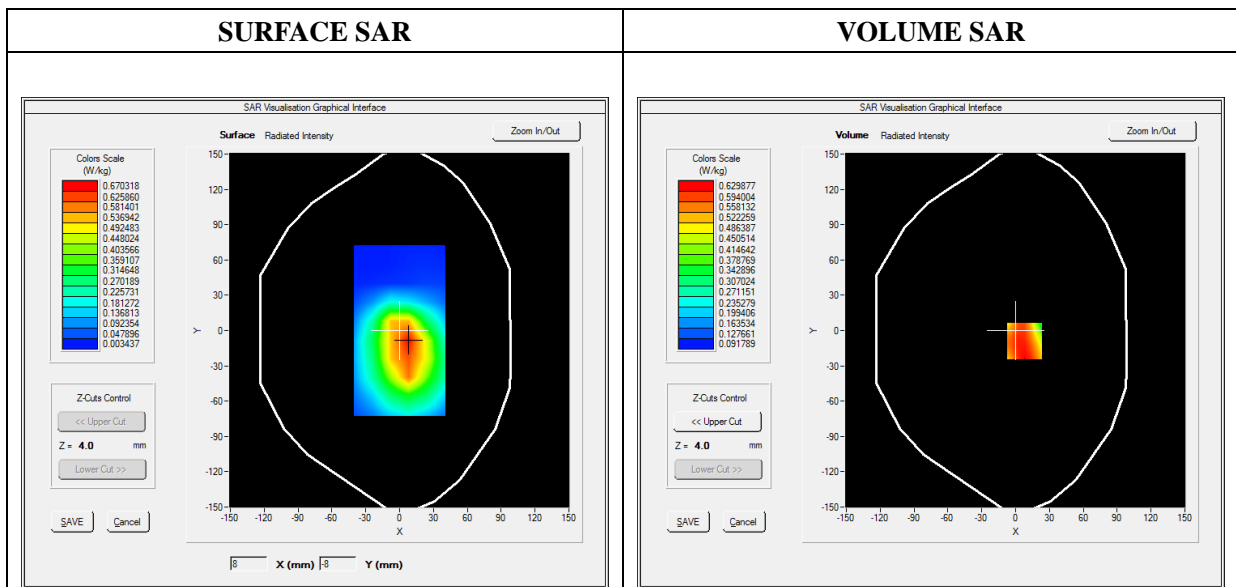 SURFACE SAR
VOLUME SAR
SAR Visualisation Graphical Interface
Surface Radiated Intensity
Zoom In/Out
Colors Scale
(W/kg)
0.670318
0.625860
0.581401
0.536942
0.492483
0.448024
0.403566
0.359107
0.314648
0.270189
0.225731
0.181272
0.136813
0.092354
0.047896
0.003437
Z-Cuts Control
<< Upper Cut
Z = 4.0 mm
Lower Cut >>
SAVE Cancel
150
120
90
60
30
0
-30
-60
-90
-120
-150
Y
-150 -120 -90 -60 -30 0 30 60 90 120 150
X
8 X (mm) -8 Y (mm)
SAR Visualisation Graphical Interface
Volume Radiated Intensity
Zoom In/Out
Colors Scale
(W/kg)
0.629877
0.594004
0.558132
0.522259
0.486387
0.450514
0.414642
0.378769
0.342896
0.307024
0.271151
0.235279
0.199406
0.163534
0.127661
0.091789
Z-Cuts Control
<< Upper Cut
Z = 4.0 mm
Lower Cut >>
SAVE Cancel
150
120
90
60
30
0
-30
-60
-90
-120
-150
Y
-150 -120 -90 -60 -30 0 30 60 90 120 150
X